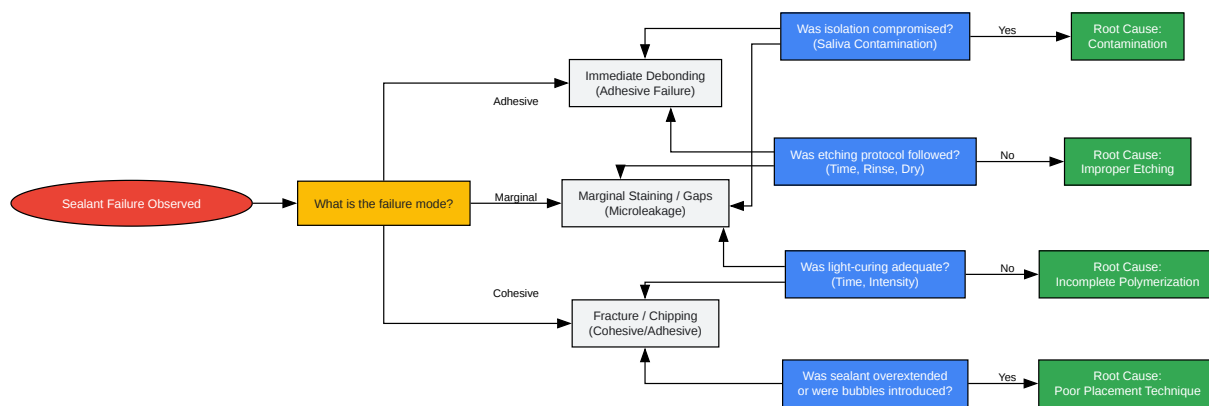 Sealant Failure Observed
What is the failure mode?
Adhesive
Marginal
Cohesive
Immediate Debonding
(Adhesive Failure)
Marginal Staining / Gaps
(Microleakage)
Fracture / Chipping
(Cohesive/Adhesive)
Was isolation compromised?
(Saliva Contamination)
Yes
Root Cause:
Contamination
Was etching protocol followed?
(Time, Rinse, Dry)
No
Root Cause:
Improper Etching
Was light-curing adequate?
(Time, Intensity)
No
Root Cause:
Incomplete Polymerization
Was sealant overextended
or were bubbles introduced?
Yes
Root Cause:
Poor Placement Technique